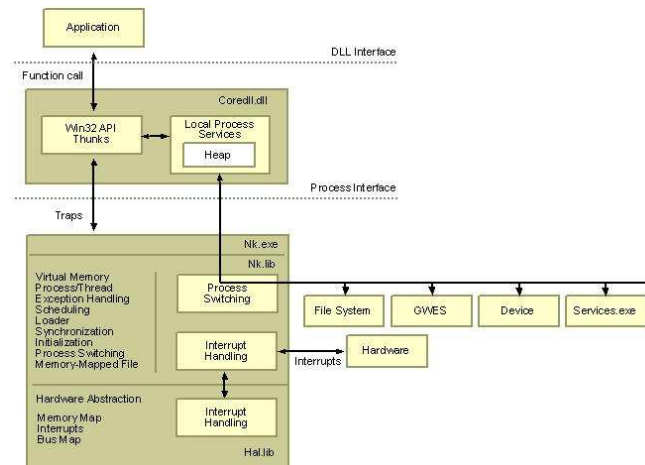 Application
DLL Interface
Function call
Coredll.dll
Win32 API
Thunks
Local Process
Services
Heap
Process Interface
Traps
Nk.exe
Nk.lib
Virtual Memory
Process/Thread
Exception Handling
Scheduling
Loader
Synchronization
Initialization
Process Switching
Memory-Mapped File
Process
Switching
File System
GWES
Device
Services.exe
Interrupt
Handling
Interrupts
Hardware
Hardware Abstraction
Memory Map
Interrupts
Bus Map
Interrupt
Handling
Hal.lib